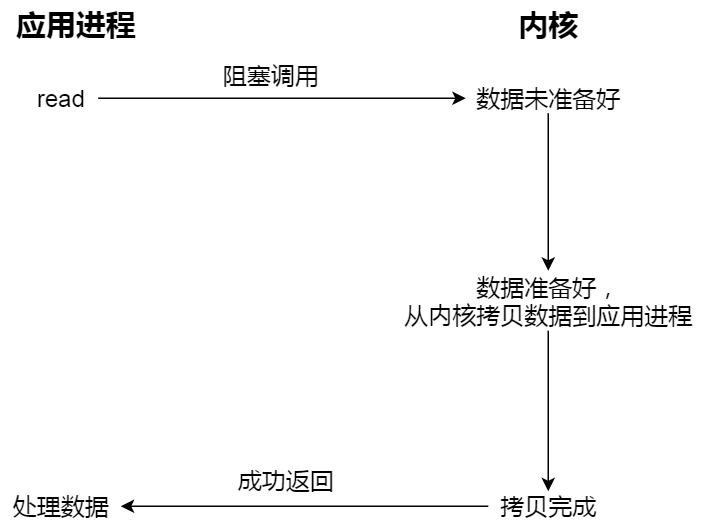 应用进程
内核
阻塞调用
read
数据未准备好
数据准备好，
从内核拷贝数据到应用进程
成功返回
处理数据
拷贝完成